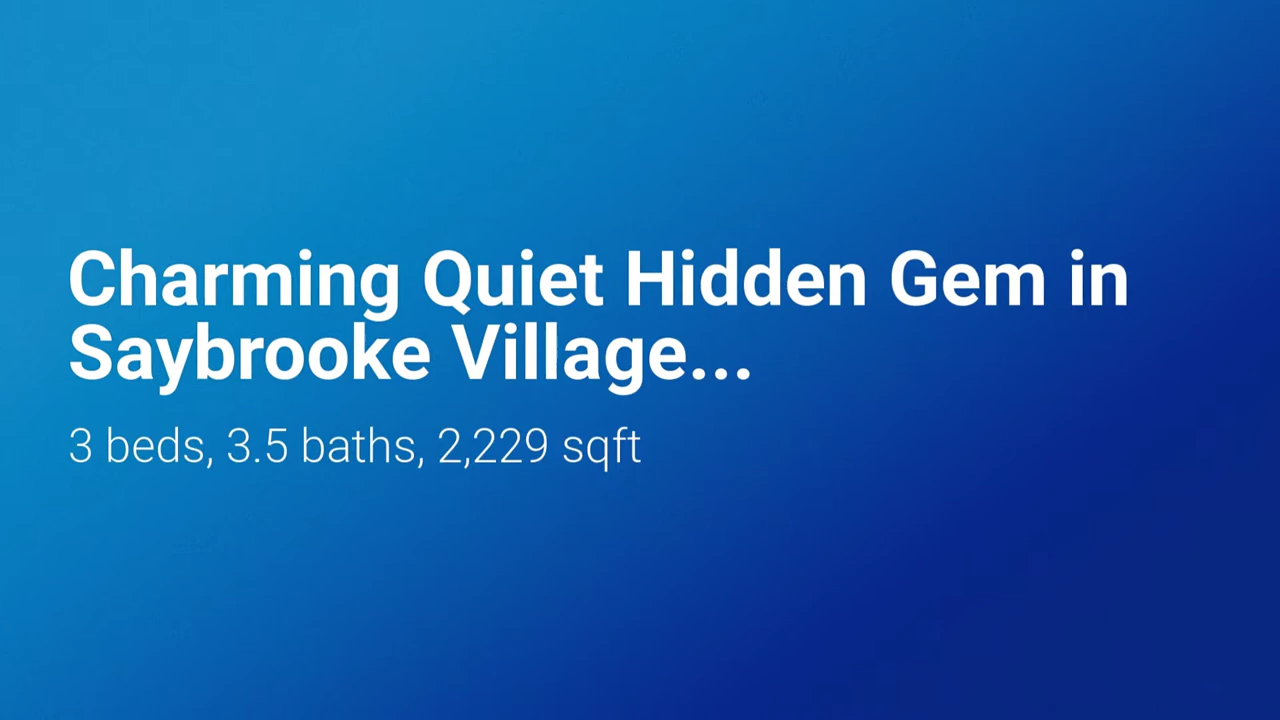 Charming Quiet Hidden Gem in
Saybrooke Village...
3 beds, 3.5 baths, 2,229 sqft